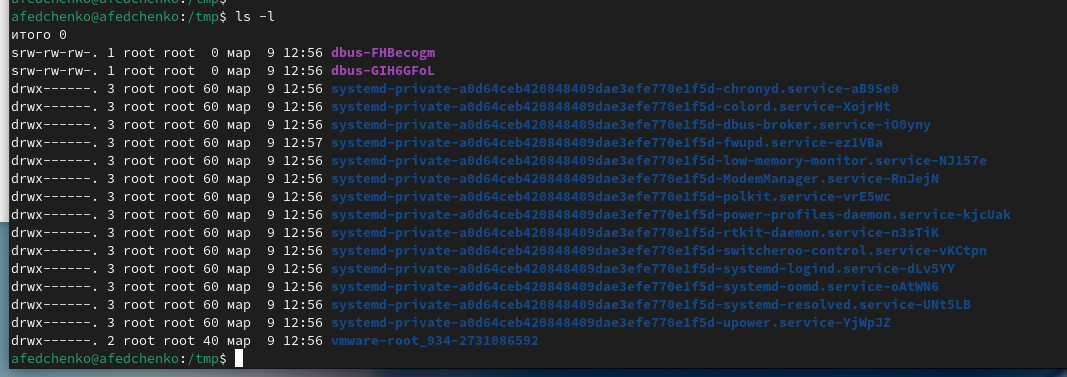 afedchenko@afedchenko:/tmp$ ls -l
итого 0
srw-rw-rw-. 1 root root  0 мар  9 12:56 dbus-FHBecogm
srw-rw-rw-. 1 root root  0 мар  9 12:56 dbus-GIH6GFoL
drwx------. 3 root root 60 мар  9 12:56 systemd-private-a0d64ceb420848409dae3efe770e1f5d-chronyd.service-aB9Se0
drwx------. 3 root root 60 мар  9 12:56 systemd-private-a0d64ceb420848409dae3efe770e1f5d-colord.service-XojrHt
drwx------. 3 root root 60 мар  9 12:56 systemd-private-a0d64ceb420848409dae3efe770e1f5d-dbus-broker.service-iO0yny
drwx------. 3 root root 60 мар  9 12:57 systemd-private-a0d64ceb420848409dae3efe770e1f5d-fwupd.service-ez1VBa
drwx------. 3 root root 60 мар  9 12:56 systemd-private-a0d64ceb420848409dae3efe770e1f5d-low-memory-monitor.service-NJ157e
drwx------. 3 root root 60 мар  9 12:56 systemd-private-a0d64ceb420848409dae3efe770e1f5d-ModemManager.service-RnJejN
drwx------. 3 root root 60 мар  9 12:56 systemd-private-a0d64ceb420848409dae3efe770e1f5d-polkit.service-vrE5wc
drwx------. 3 root root 60 мар  9 12:56 systemd-private-a0d64ceb420848409dae3efe770e1f5d-power-profiles-daemon.service-kjcUak
drwx------. 3 root root 60 мар  9 12:56 systemd-private-a0d64ceb420848409dae3efe770e1f5d-rtkit-daemon.service-n3sTiK
drwx------. 3 root root 60 мар  9 12:56 systemd-private-a0d64ceb420848409dae3efe770e1f5d-switcheroo-control.service-vKCtpn
drwx------. 3 root root 60 мар  9 12:56 systemd-private-a0d64ceb420848409dae3efe770e1f5d-systemd-logind.service-dLv5YY
drwx------. 3 root root 60 мар  9 12:56 systemd-private-a0d64ceb420848409dae3efe770e1f5d-systemd-oomd.service-oAtWN6
drwx------. 3 root root 60 мар  9 12:56 systemd-private-a0d64ceb420848409dae3efe770e1f5d-systemd-resolved.service-UNt5LB
drwx------. 3 root root 60 мар  9 12:56 systemd-private-a0d64ceb420848409dae3efe770e1f5d-upower.service-YjWpJZ
drwx------. 2 root root 40 мар  9 12:56 vmware-root_934-2731086592
afedchenko@afedchenko:/tmp$